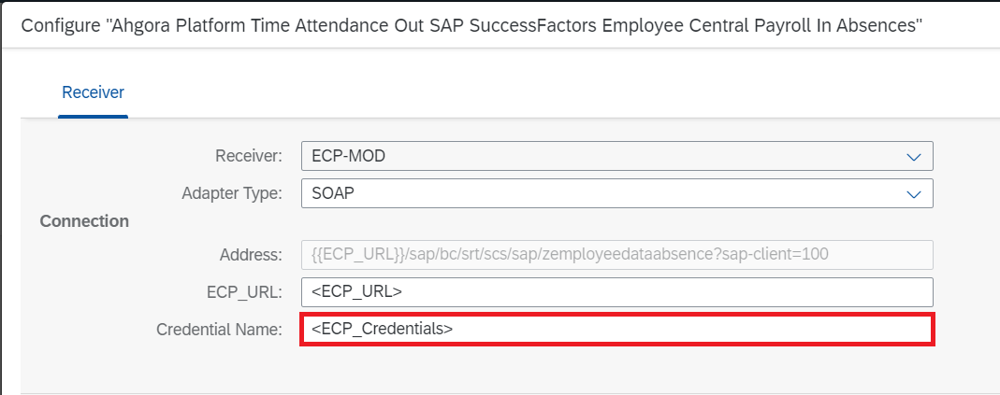 Configure "Ahgora Platform Time Attendance Out SAP SuccessFactors Employee Central Payroll In Absences"
Receiver
Receiver: ECP-MOD
Adapter Type: SOAP
Connection
Address: {{ECP_URL}}/sap/bc/srt/scs/sap/zemployeedataabsence?sap-client=100
ECP_URL: <ECP_URL>
Credential Name: <ECP_Credentials>